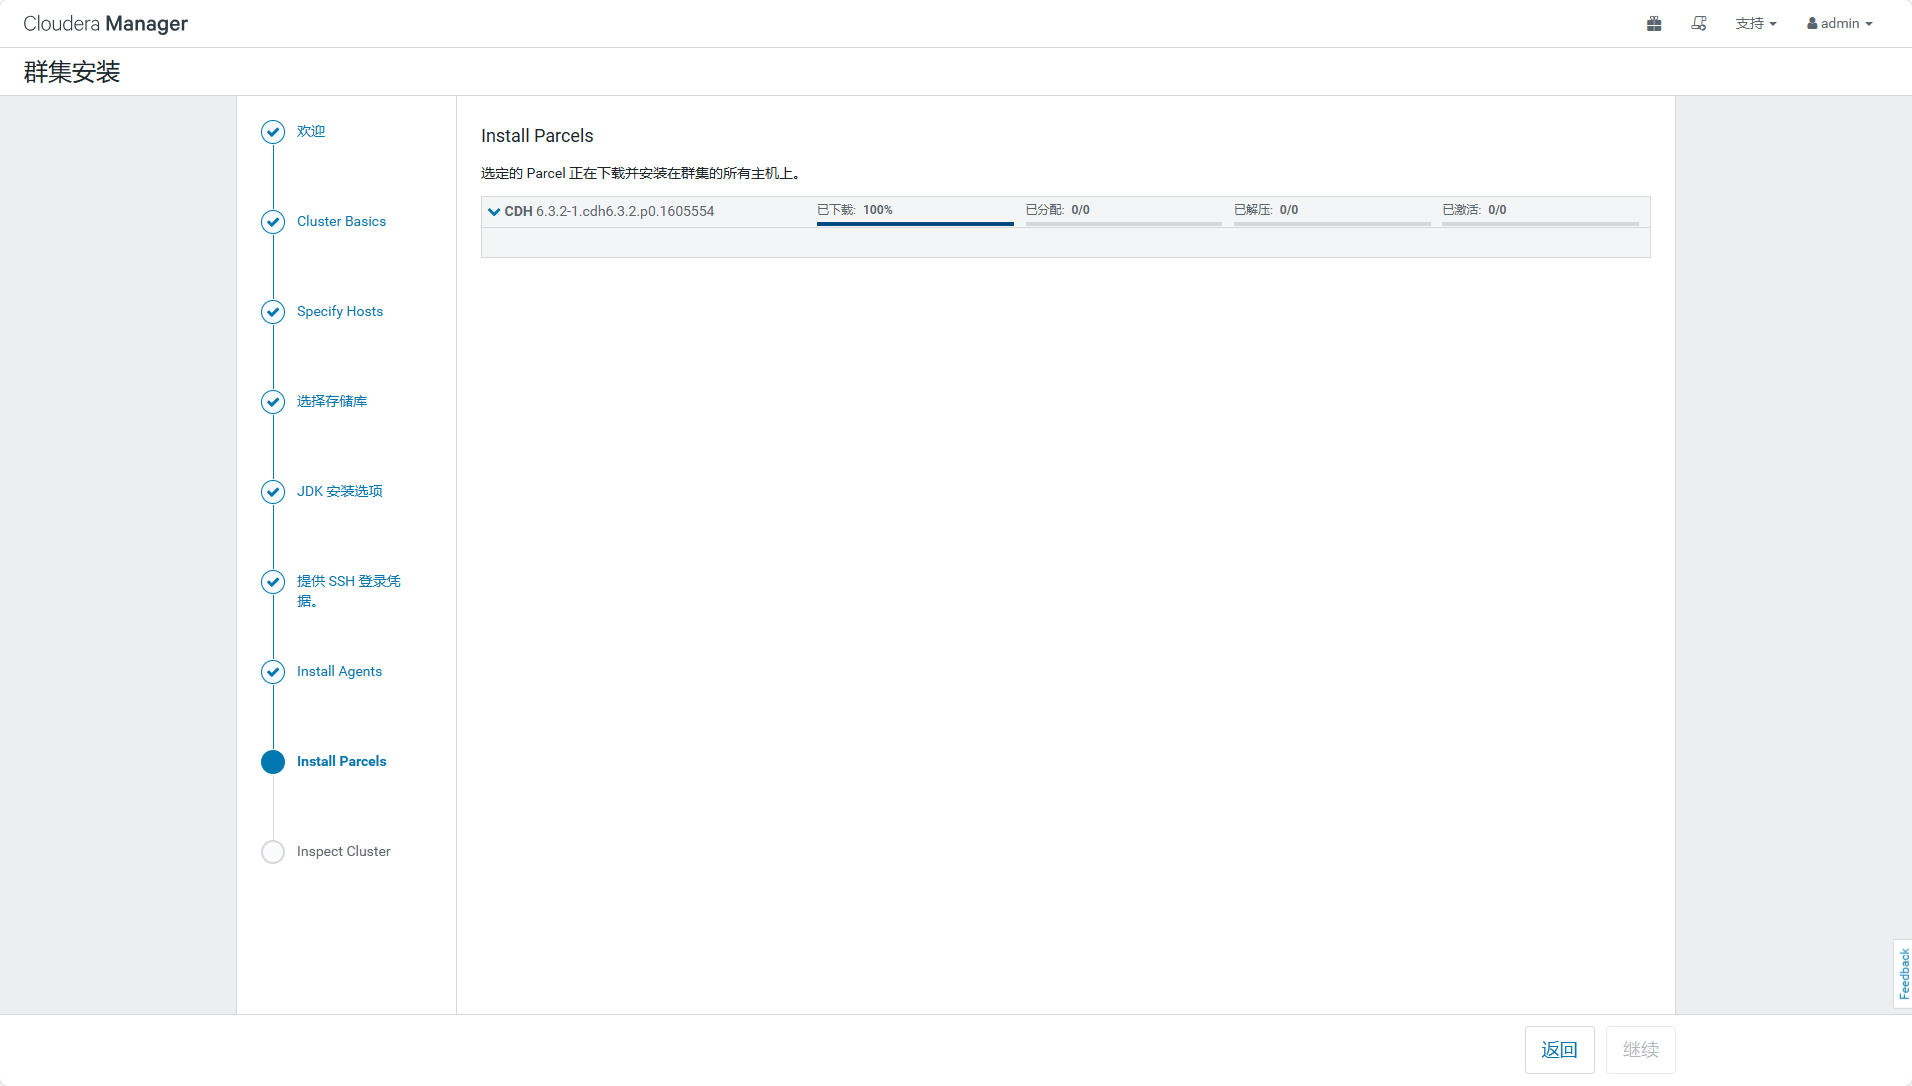 Cloudera Manager
支持
admin
群集安装
欢迎
Cluster Basics
Specify Hosts
选择存储库
JDK 安装选项
提供 SSH 登录凭
据。
Install Agents
Install Parcels
Inspect Cluster
Install Parcels
选定的 Parcel 正在下载并安装在群集的所有主机上。
CDH 6.3.2-1.cdh6.3.2.p0.1605554
已下载: 100%
已分配: 0/0
已解压: 0/0
已激活: 0/0
Feedback
返回
继续